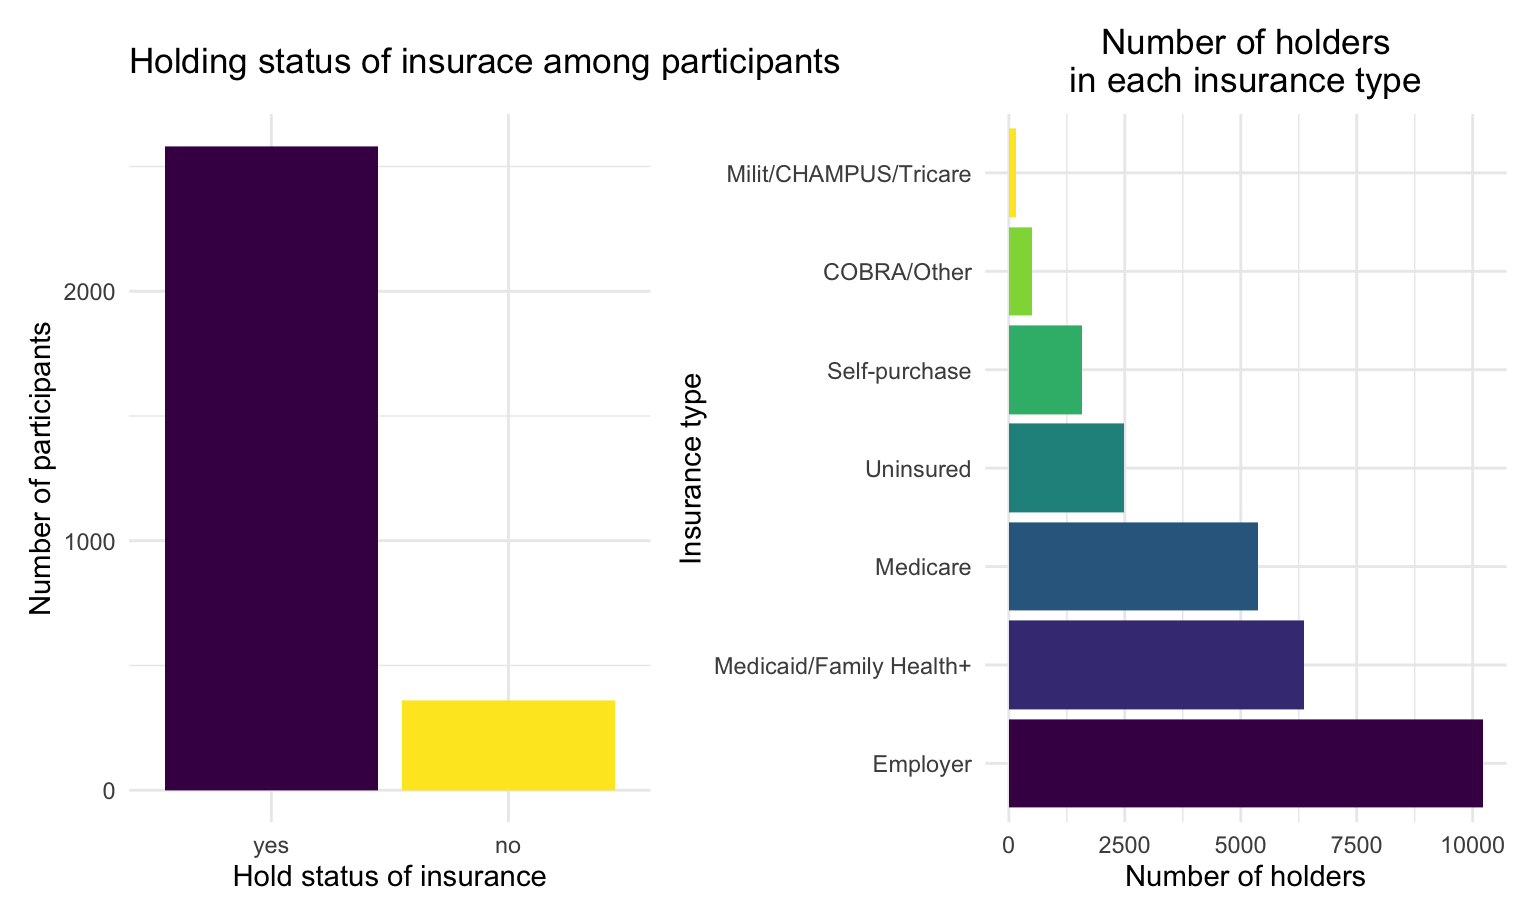 Holding status of insurace among participants
Number of participants
2000
1000
0
yes
no
Hold status of insurance
Number of holders
in each insurance type
Insurance type
Milit/CHAMPUS/Tricare
COBRA/Other
Self-purchase
Uninsured
Medicare
Medicaid/Family Health+
Employer
0
2500
5000
7500
10000
Number of holders